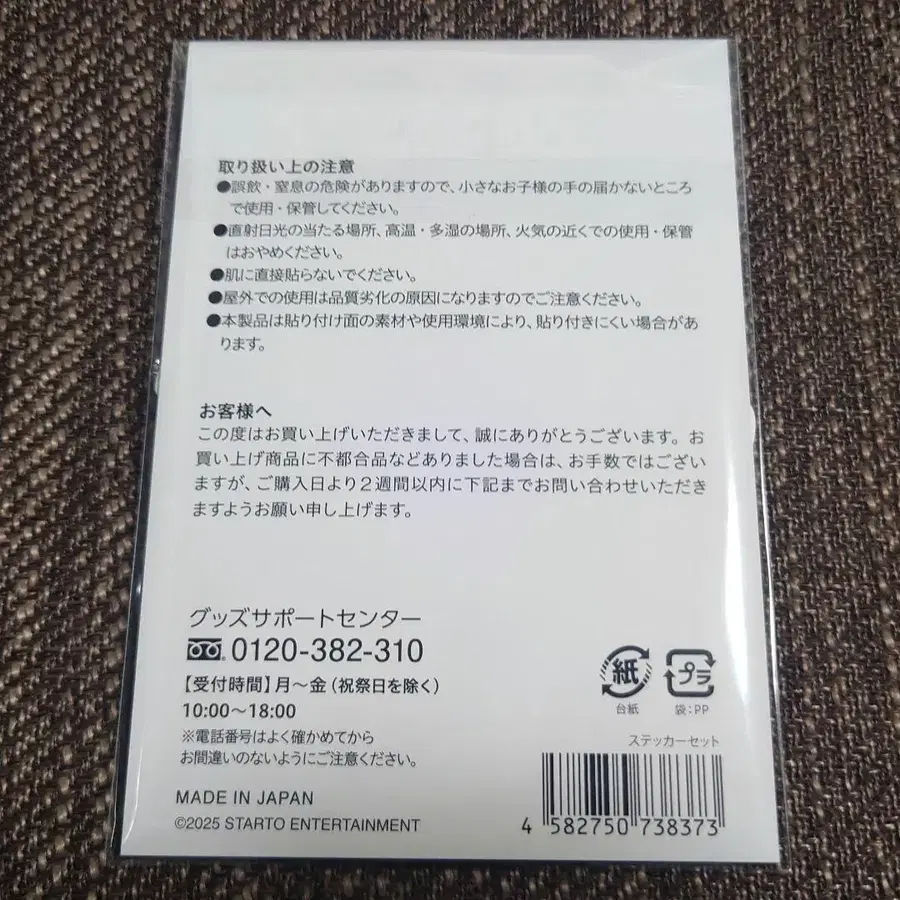 取り扱い上の注意
●誤飲・窒息の危険がありますので、小さなお子様の手の届かないところ
で使用・保管してください。
●直射日光の当たる場所、高温・多湿の場所、火気の近くでの使用・保管
はおやめください。
●肌に直接貼らないでください。
●屋外での使用は品質劣化の原因になりますのでご注意ください。
●本製品は貼り付け面の素材や使用環境により、貼り付きにくい場合があ
ります。
お客様へ
この度はお買い上げいただきまして、誠にありがとうございます。お
買い上げ商品に不都合品などありました場合は、お手数ではござい
ますが、ご購入日より2週間以内に下記までお問い合わせいただき
ますようお願い申し上げます。
グッズサポートセンター
0120-382-310
【受付時間】月〜金(祝祭日を除く)
10:00〜18:00
※電話番号はよく確かめてから
お間違いのないようにご注意ください。
MADE IN JAPAN
©2025 STARTO ENTERTAINMENT
紙
台紙
プラ
袋:PP
ステッカーセット
4 582750 738373